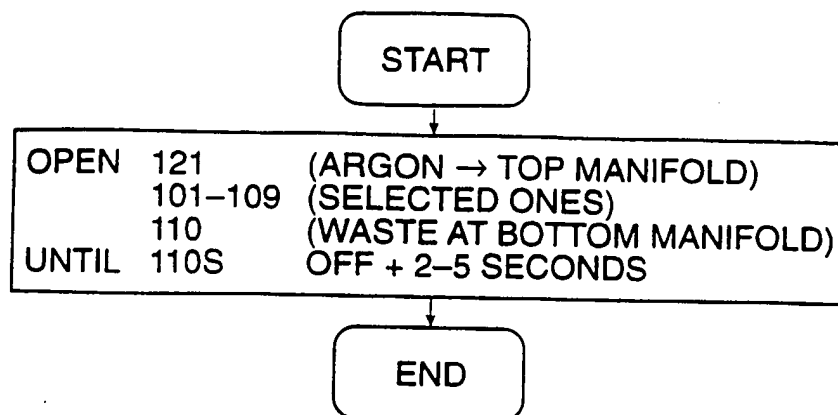 START
OPEN 121 (ARGON → TOP MANIFOLD)
101–109 (SELECTED ONES)
110 (WASTE AT BOTTOM MANIFOLD)
UNTIL 110S OFF + 2–5 SECONDS
END